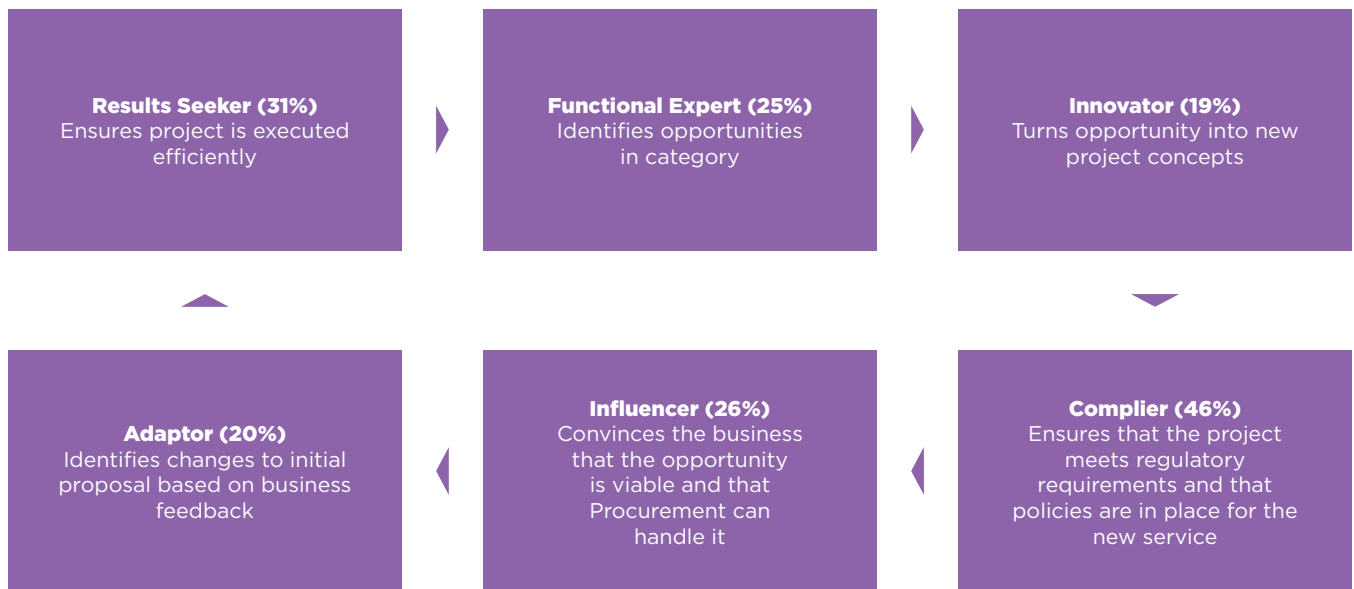 Results Seeker (31%)
Ensures project is executed
efficiently
Functional Expert (25%)
Identifies opportunities
in category
Innovator (19%)
Turns opportunity into new
project concepts
Adaptor (20%)
Identifies changes to initial
proposal based on business
feedback
Influencer (26%)
Convinces the business
that the opportunity
is viable and that
Procurement can
handle it
Complier (46%)
Ensures that the project
meets regulatory
requirements and that
policies are in place for the
new service